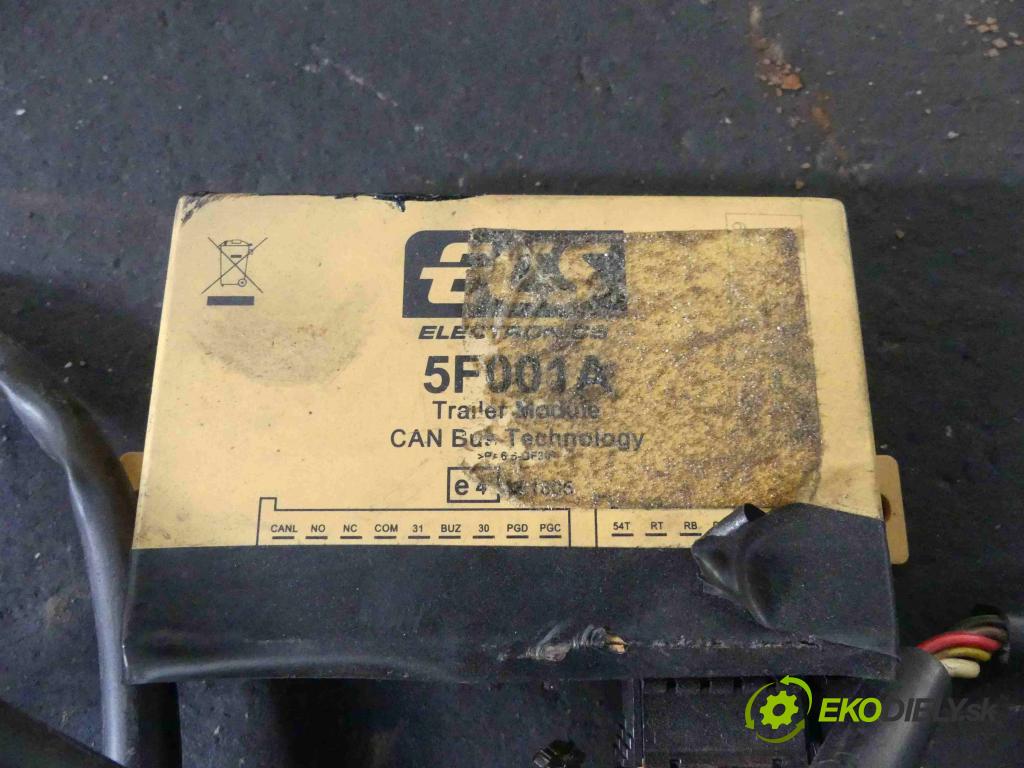 ELECTRONICS
5F001A
Trailer Module
CAN Bus Technology
e 4
CANL NO NC COM 31 BUZ 30 PGD PGC
54T RT RB
EKODIELY.sk